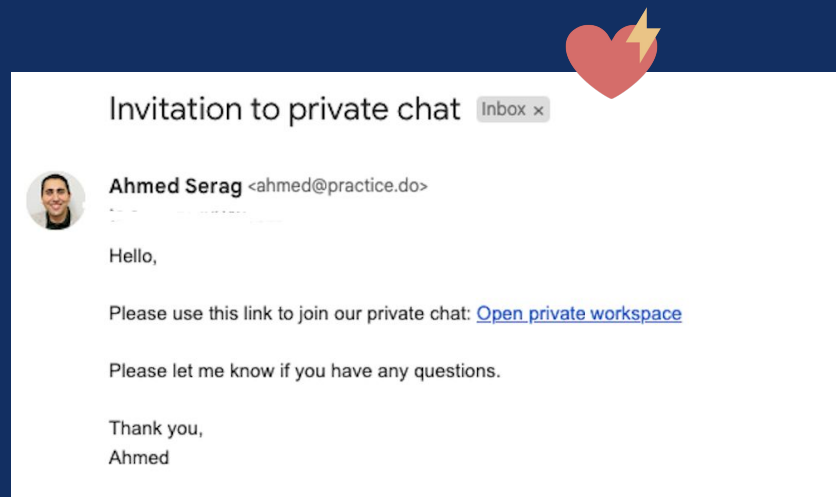 Invitation to private chat Inbox ×
Ahmed Serag <ahmed@practice.do>
Hello,
Please use this link to join our private chat: Open private workspace
Please let me know if you have any questions.
Thank you,
Ahmed